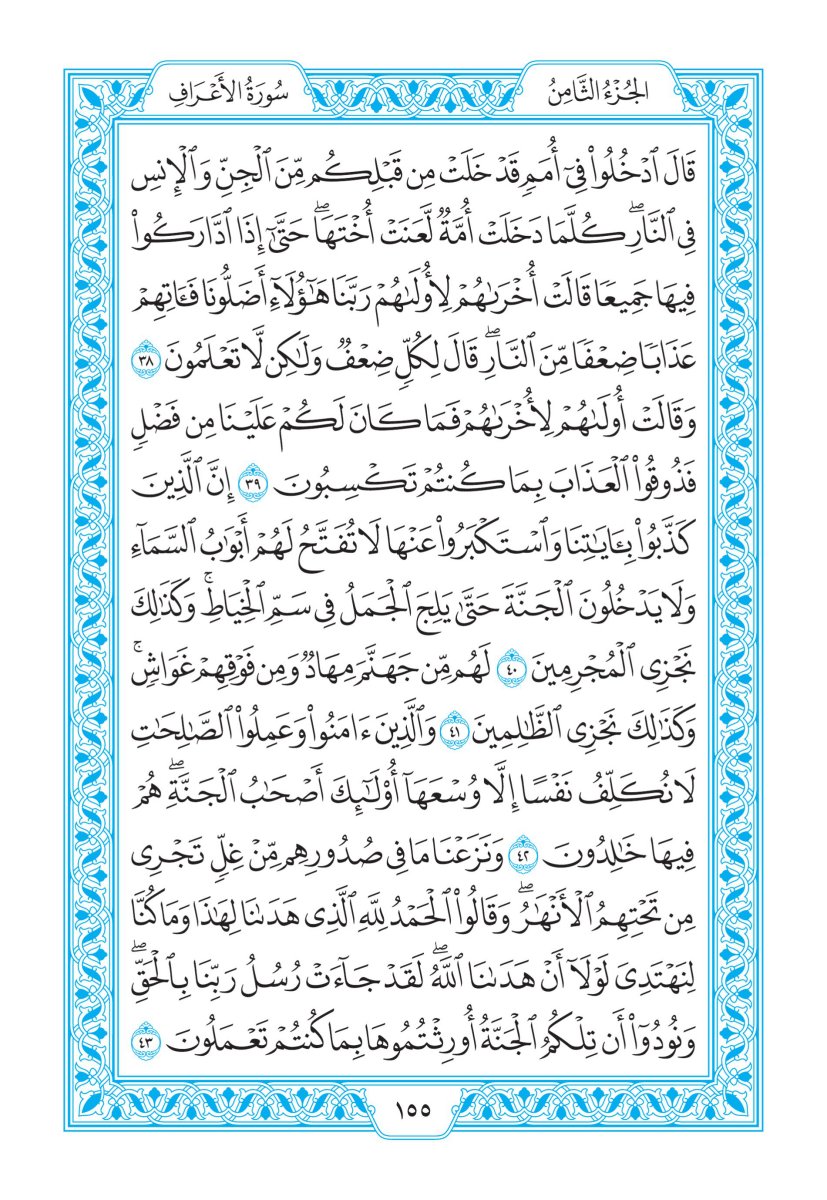 الجُزْءُ الثَّامِنُ
سُورَةُ الأَعْرَافِ
قَالَ ٱدْخُلُوا۟ فِىٓ أُمَمٍ قَدْ خَلَتْ مِن قَبْلِكُم مِّنَ ٱلْجِنِّ وَٱلْإِنسِ
فِى ٱلنَّارِ ۖ كُلَّمَا دَخَلَتْ أُمَّةٌ لَّعَنَتْ أُخْتَهَا ۖ حَتَّىٰٓ إِذَا ٱدَّارَكُوا۟
فِيهَا جَمِيعًا قَالَتْ أُخْرَىٰهُمْ لِأُولَىٰهُمْ رَبَّنَا هَـٰٓؤُلَآءِ أَضَلُّونَا فَـَٔاتِهِمْ
عَذَابًا ضِعْفًا مِّنَ ٱلنَّارِ ۖ قَالَ لِكُلٍّ ضِعْفٌ وَلَـٰكِن لَّا تَعْلَمُونَ ٣٨
وَقَالَتْ أُولَىٰهُمْ لِأُخْرَىٰهُمْ فَمَا كَانَ لَكُمْ عَلَيْنَا مِن فَضْلٍ
فَذُوقُوا۟ ٱلْعَذَابَ بِمَا كُنتُمْ تَكْسِبُونَ ٣٩ إِنَّ ٱلَّذِينَ
كَذَّبُوا۟ بِـَٔايَـٰتِنَا وَٱسْتَكْبَرُوا۟ عَنْهَا لَا تُفَتَّحُ لَهُمْ أَبْوَٰبُ ٱلسَّمَآءِ
وَلَا يَدْخُلُونَ ٱلْجَنَّةَ حَتَّىٰ يَلِجَ ٱلْجَمَلُ فِى سَمِّ ٱلْخِيَاطِ ۚ وَكَذَٰلِكَ
نَجْزِى ٱلْمُجْرِمِينَ ٤٠ لَهُم مِّن جَهَنَّمَ مِهَادٌ وَمِن فَوْقِهِمْ غَوَاشٍ ۚ
وَكَذَٰلِكَ نَجْزِى ٱلظَّـٰلِمِينَ ٤١ وَٱلَّذِينَ ءَامَنُوا۟ وَعَمِلُوا۟ ٱلصَّـٰلِحَـٰتِ
لَا نُكَلِّفُ نَفْسًا إِلَّا وُسْعَهَآ أُو۟لَـٰٓئِكَ أَصْحَـٰبُ ٱلْجَنَّةِ ۖ هُمْ
فِيهَا خَـٰلِدُونَ ٤٢ وَنَزَعْنَا مَا فِى صُدُورِهِم مِّنْ غِلٍّ تَجْرِى
مِن تَحْتِهِمُ ٱلْأَنْهَـٰرُ ۖ وَقَالُوا۟ ٱلْحَمْدُ لِلَّهِ ٱلَّذِى هَدَىٰنَا لِهَـٰذَا وَمَا كُنَّا
لِنَهْتَدِىَ لَوْلَآ أَنْ هَدَىٰنَا ٱللَّهُ ۖ لَقَدْ جَآءَتْ رُسُلُ رَبِّنَا بِٱلْحَقِّ ۖ
وَنُودُوٓا۟ أَن تِلْكُمُ ٱلْجَنَّةُ أُورِثْتُمُوهَا بِمَا كُنتُمْ تَعْمَلُونَ ٤٣
١٥٥